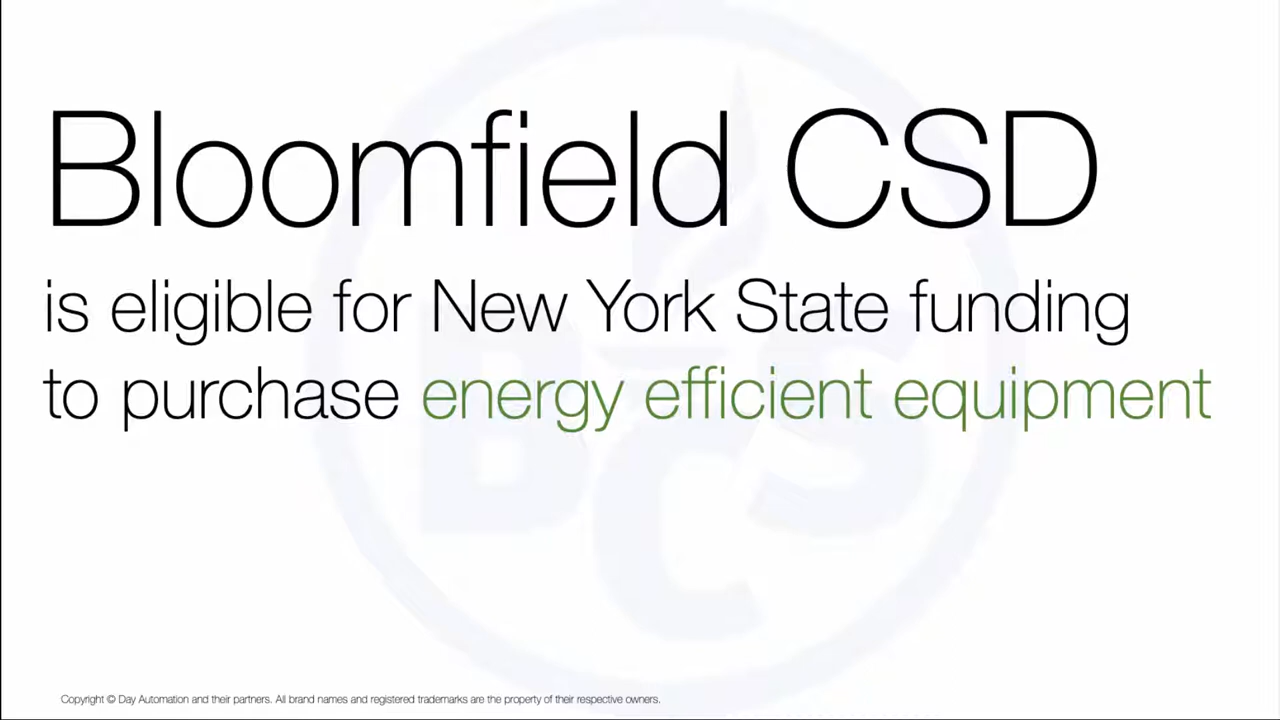 Bloomfield CSD
is eligible for New York State funding
to purchase energy efficient equipment
BCS
Copyright © Day Automation and their partners. All brand names and registered trademarks are the property of their respective owners.